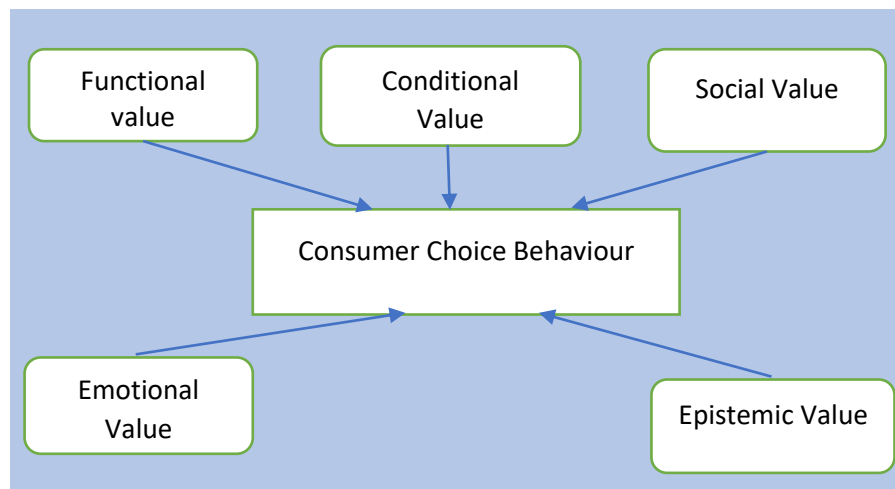 Functional
value
Conditional
Value
Social Value
Consumer Choice Behaviour
Emotional
Value
Epistemic Value